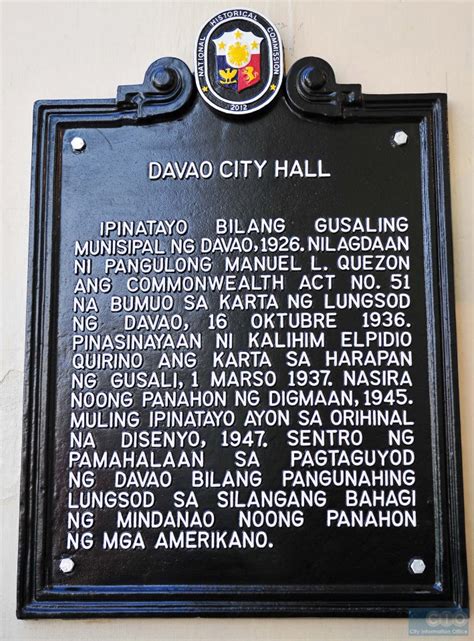 NATIONAL HISTORICAL COMMISSION
2012
DAVAO CITY HALL
IPINATAYO BILANG GUSALING
MUNISIPAL NG DAVAO, 1926. NILAGDAAN
NI PANGULONG MANUEL L. QUEZON
ANG COMMONWEALTH ACT NO. 51
NA BUMUO SA KARTA NG LUNGSOD
NG DAVAO, 16 OKTUBRE 1936.
PINASINAYAAN NI KALIHIM ELPIDIO
QUIRINO ANG KARTA SA HARAPAN
NG GUSALI, 1 MARSO 1937. NASIRA
NOONG PANAHON NG DIGMAAN, 1945.
MULING IPINATAYO AYON SA ORIHINAL
NA DISENYO, 1947. SENTRO NG
PAMAHALAAN SA PAGTAGUYOD
NG DAVAO BILANG PANGUNAHING
LUNGSOD SA SILANGANG BAHAGI
NG MINDANAO NOONG PANAHON
NG MGA AMERIKANO.
CIO
City Information Office